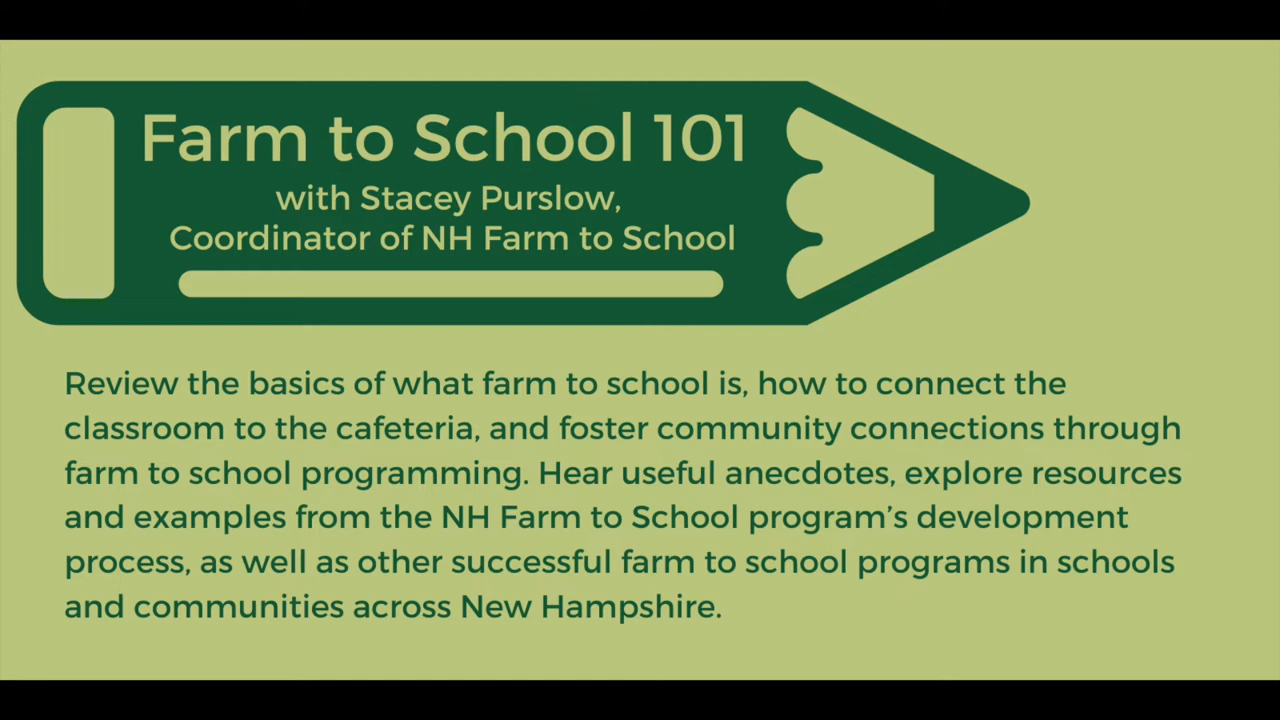 Farm to School 101
with Stacey Purslow,
Coordinator of NH Farm to School
Review the basics of what farm to school is, how to connect the
classroom to the cafeteria, and foster community connections through
farm to school programming. Hear useful anecdotes, explore resources
and examples from the NH Farm to School program’s development
process, as well as other successful farm to school programs in schools
and communities across New Hampshire.